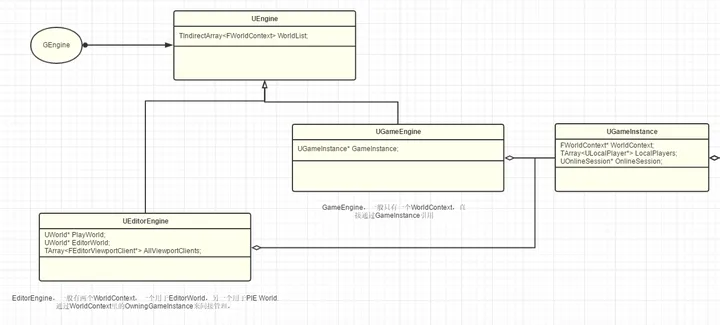 UEngine
TIndirectArray<FWorldContext> WorldList;
GEngine
UGameEngine
UGameInstance* GameInstance;
UGameInstance
FWorldContext* WorldContext;
TArray<ULocalPlayer*> LocalPlayers;
UOnlineSession* OnlineSession;
GameEngine，一般只有一个WorldContext，直
接通过GameInstance引用
UEditorEngine
UWorld* PlayWorld;
UWorld* EditorWorld;
TArray<FEditorViewportClient*> AllViewportClients;
EditorEngine，一般有两个WorldContext，一个用于EditorWorld，另一个用于PIE World
通过WorldContext里的OwningGameInstance来间接管理。